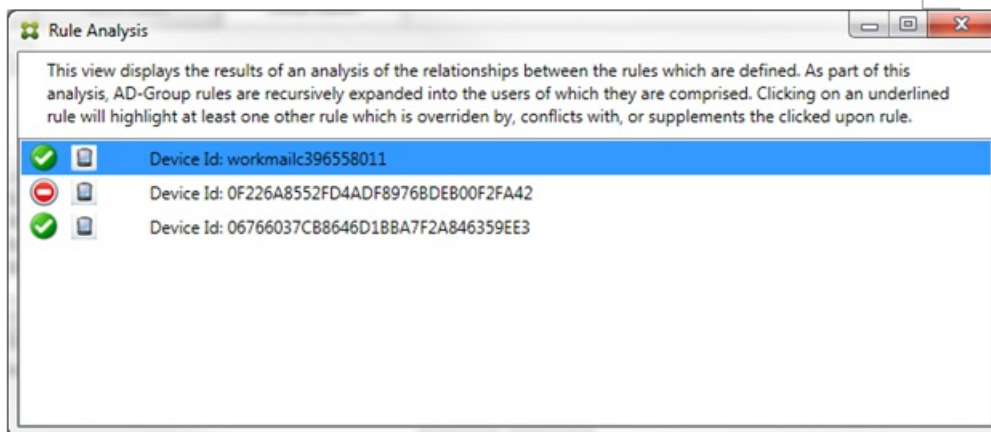 Rule Analysis
This view displays the results of an analysis of the relationships between the rules which are defined. As part of this
analysis, AD-Group rules are recursively expanded into the users of which they are comprised. Clicking on an underlined
rule will highlight at least one other rule which is overriden by, conflicts with, or supplements the clicked upon rule.
Device Id: workmailc396558011
Device Id: 0F226A8552FD4ADF8976BDEB00F2FA42
Device Id: 06766037CB8646D1BBA7F2A846359EE3